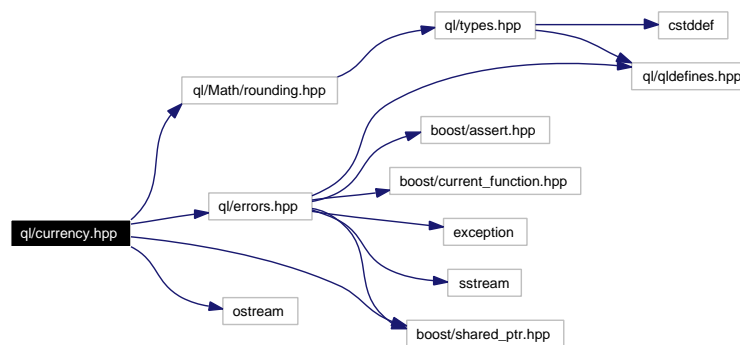 ql/types.hpp
cstddef
ql/qldefines.hpp
ql/Math/rounding.hpp
boost/assert.hpp
boost/current_function.hpp
ql/errors.hpp
ql/currency.hpp
exception
sstream
ostream
boost/shared_ptr.hpp